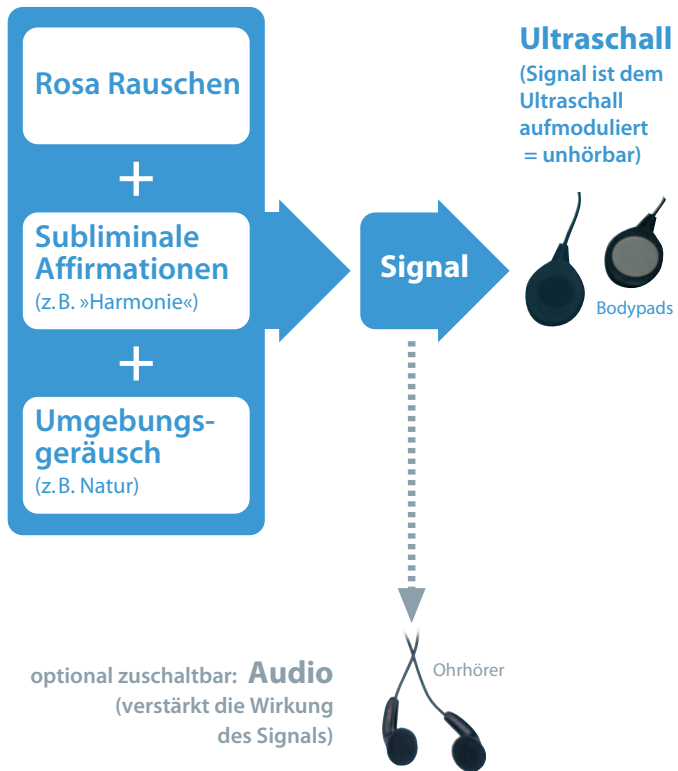 Rosa Rauschen
+
Subliminale
Affirmationen
(z.B. »Harmonie«)
+
Umgebungs-
geräusch
(z.B. Natur)
Signal
Ultraschall
(Signal ist dem
Ultraschall
aufmoduliert
= unhörbar)
Bodypads
optional zuschaltbar: Audio
(verstärkt die Wirkung
des Signals)
Ohrhörer